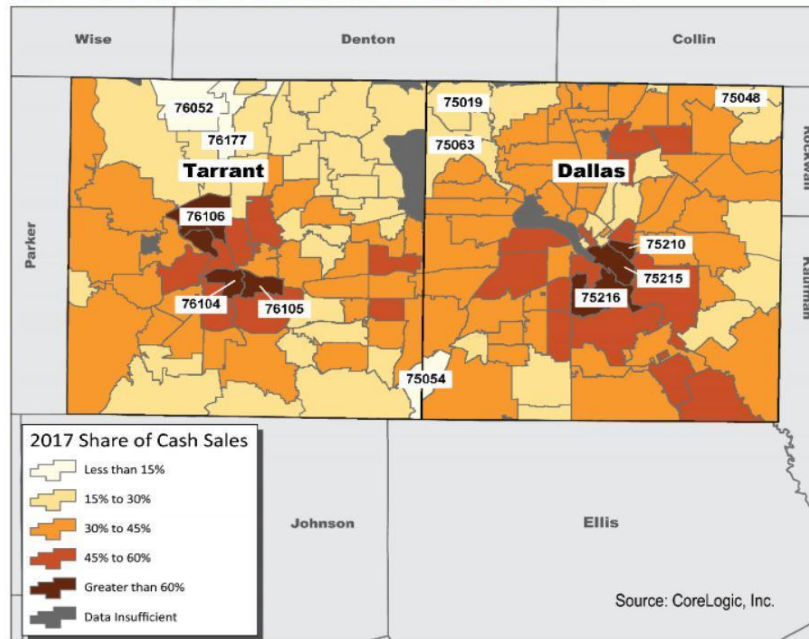 Wise
Denton
Collin
76052
75019
75048
76177
75063
Rockwall
Tarrant
Dallas
76106
Parker
75210
75215
Kaufman
76104
76105
75216
75054
2017 Share of Cash Sales
Less than 15%
15% to 30%
30% to 45%
45% to 60%
Greater than 60%
Data Insufficient
Johnson
Ellis
Source: CoreLogic, Inc.